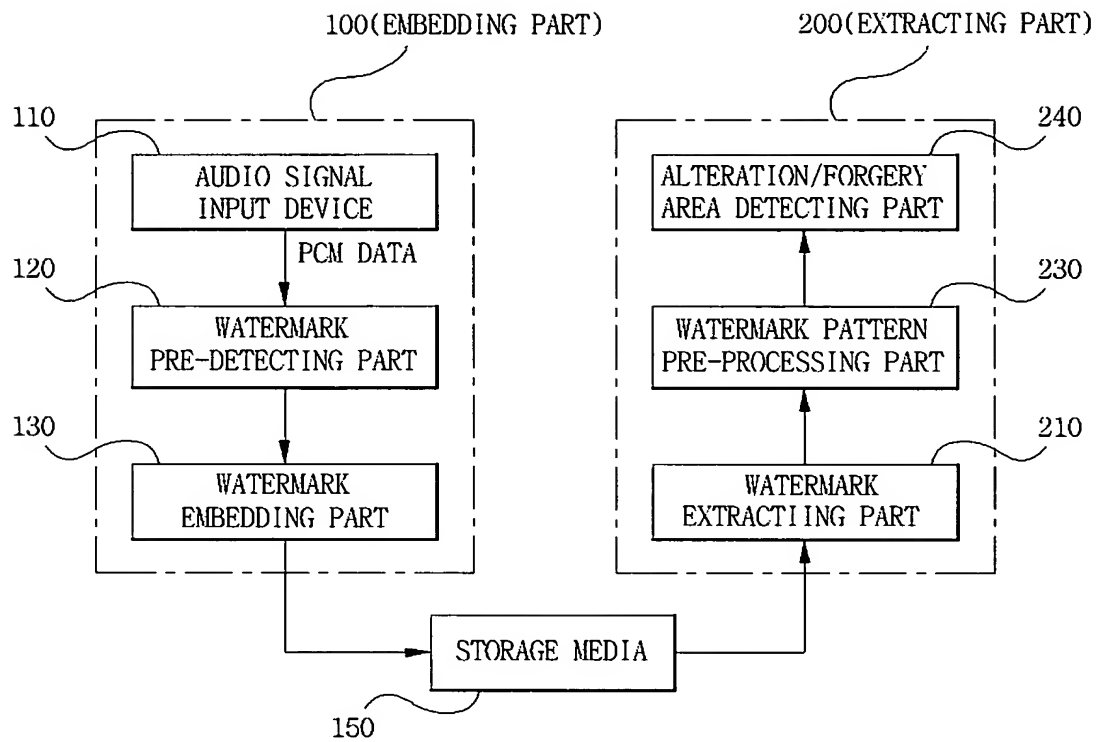 100(EMBEDDING PART)
200(EXTRACTING PART)
110
AUDIO SIGNAL
INPUT DEVICE
PCM DATA
120
WATERMARK
PRE-DETECTING PART
130
WATERMARK
EMBEDDING PART
240
ALTERATION/FORGERY
AREA DETECTING PART
230
WATERMARK PATTERN
PRE-PROCESSING PART
210
WATERMARK
EXTRACTIING PART
STORAGE MEDIA
150